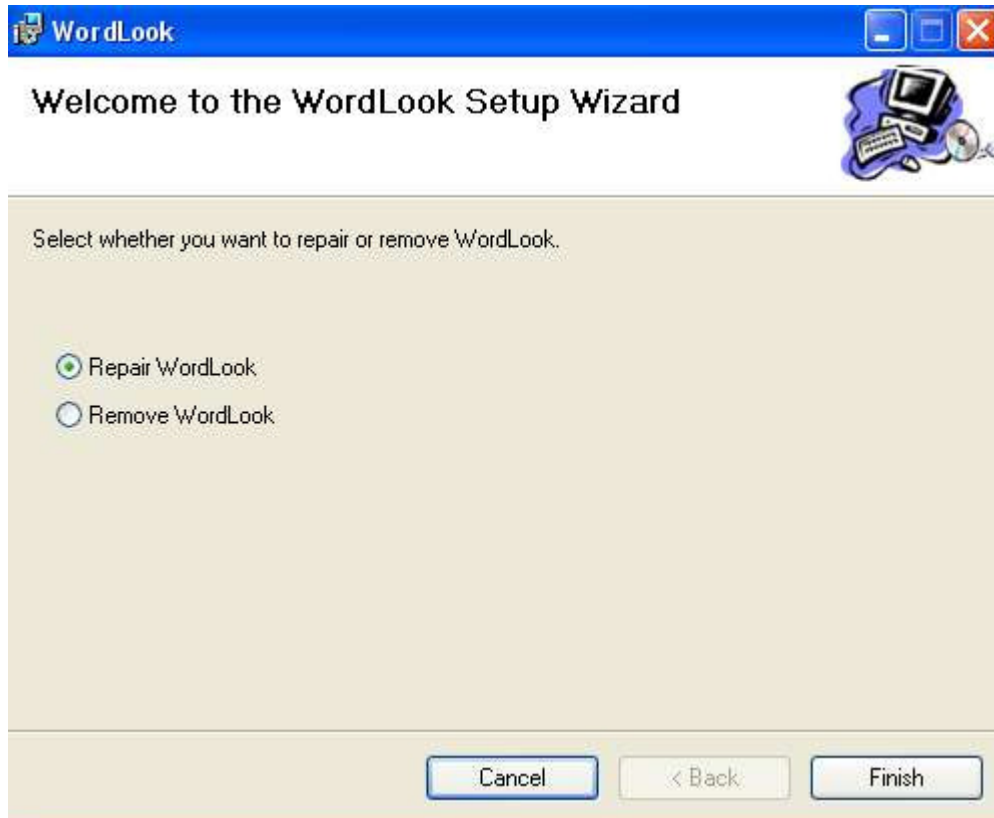 WordLook
Welcome to the WordLook Setup Wizard
Select whether you want to repair or remove WordLook.
Repair WordLook
Remove WordLook
Cancel < Back Finish